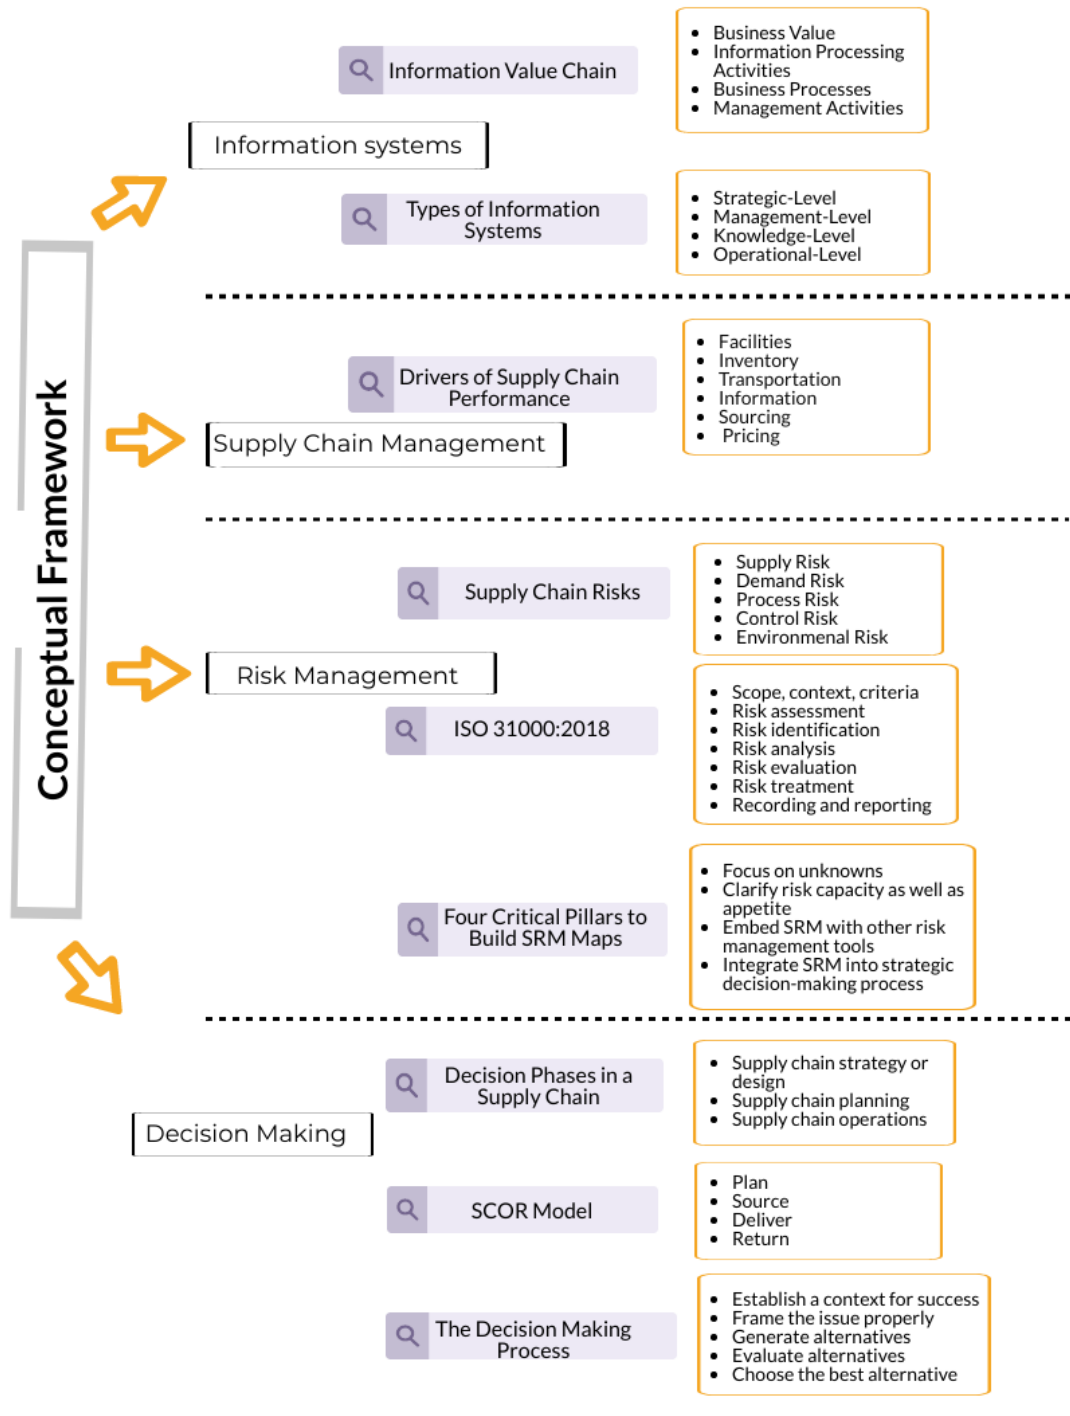 Conceptual Framework
Information systems
Information Value Chain
Business Value
Information Processing
Activities
Business Processes
Management Activities
Types of Information
Systems
Strategic-Level
Management-Level
Knowledge-Level
Operational-Level
Supply Chain Management
Drivers of Supply Chain
Performance
Facilities
Inventory
Transportation
Information
Sourcing
Pricing
Risk Management
Supply Chain Risks
Supply Risk
Demand Risk
Process Risk
Control Risk
Environmenal Risk
ISO 31000:2018
Scope, context, criteria
Risk assessment
Risk identification
Risk analysis
Risk evaluation
Risk treatment
Recording and reporting
Four Critical Pillars to
Build SRM Maps
Focus on unknowns
Clarify risk capacity as well as
appetite
Embed SRM with other risk
management tools
Integrate SRM into strategic
decision-making process
Decision Making
Decision Phases in a
Supply Chain
Supply chain strategy or
design
Supply chain planning
Supply chain operations
SCOR Model
Plan
Source
Deliver
Return
The Decision Making
Process
Establish a context for success
Frame the issue properly
Generate alternatives
Evaluate alternatives
Choose the best alternative